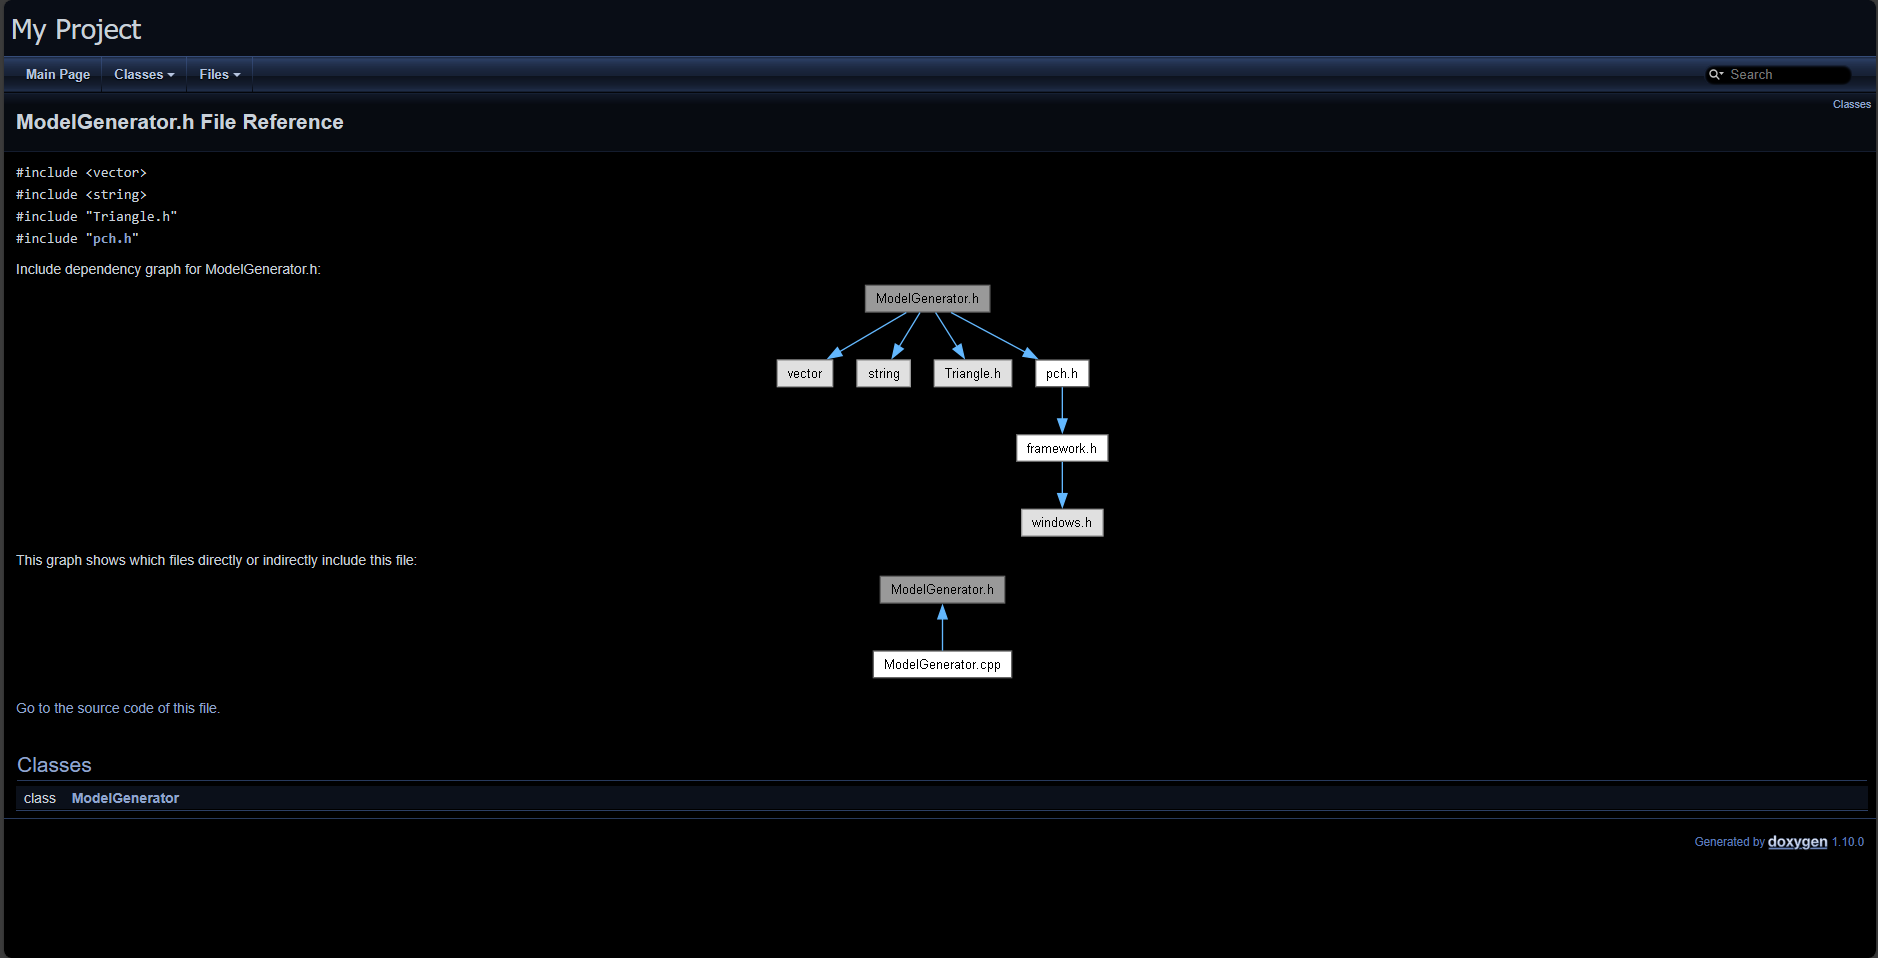 My Project
Main Page Classes Files Search
Classes
ModelGenerator.h File Reference
#include <vector>
#include <string>
#include "Triangle.h"
#include "pch.h"
Include dependency graph for ModelGenerator.h:
ModelGenerator.h
vector string Triangle.h pch.h
framework.h
windows.h
This graph shows which files directly or indirectly include this file:
ModelGenerator.h
ModelGenerator.cpp
Go to the source code of this file.
Classes
class ModelGenerator
Generated by doxygen 1.10.0